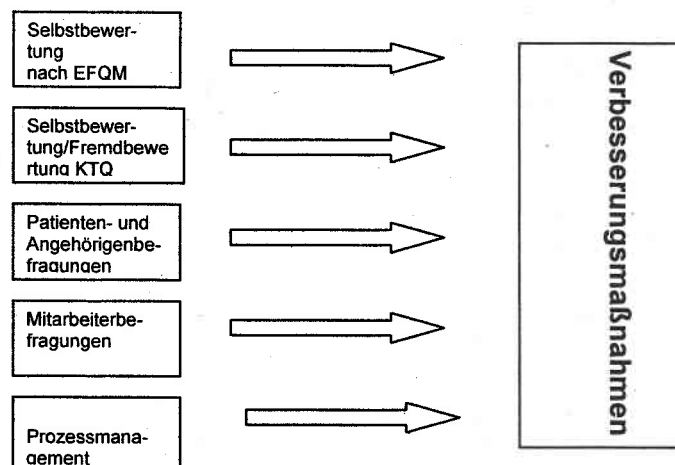 Selbstbewer-
tung
nach EFQM
Selbstbewer-
tung/Fremdbewe
rtung KTQ
Patienten- und
Angehörigenbe-
fragungen
Mitarbeiterbe-
fragungen
Prozessmana-
gement
Verbesserungsmaßnahmen